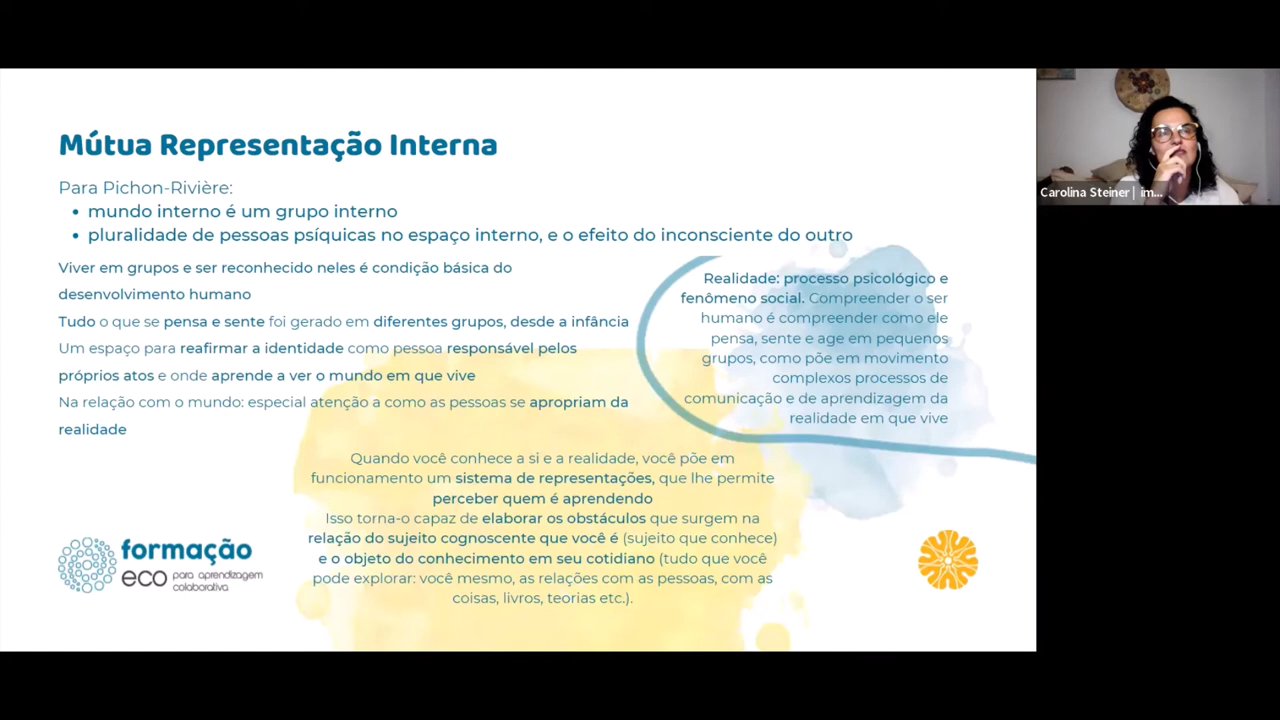 Mútua Representação Interna
Para Pichon-Rivière:
• mundo interno é um grupo interno
• pluralidade de pessoas psíquicas no espaço interno, e o efeito do inconsciente do outro
Viver em grupos e ser reconhecido neles é condição básica do
desenvolvimento humano
Tudo o que se pensa e sente foi gerado em diferentes grupos, desde a infância
Um espaço para reafirmar a identidade como pessoa responsável pelos
próprios atos e onde aprende a ver o mundo em que vive
Na relação com o mundo: especial atenção a como as pessoas se apropriam da
realidade
Realidade: processo psicológico e
fenômeno social. Compreender o ser
humano é compreender como ele
pensa, sente e age em pequenos
grupos, como põe em movimento
complexos processos de
comunicação e de aprendizagem da
realidade em que vive
Quando você conhece a si e a realidade, você põe em
funcionamento um sistema de representações, que lhe permite
perceber quem é aprendendo
Isso torna-o capaz de elaborar os obstáculos que surgem na
relação do sujeito cognoscente que você é (sujeito que conhece)
e o objeto do conhecimento em seu cotidiano (tudo que você
pode explorar: você mesmo, as relações com as pessoas, com as
coisas, livros, teorias etc.).
formação
eco para aprendizagem
colaborativa
Carolina Steiner | im...